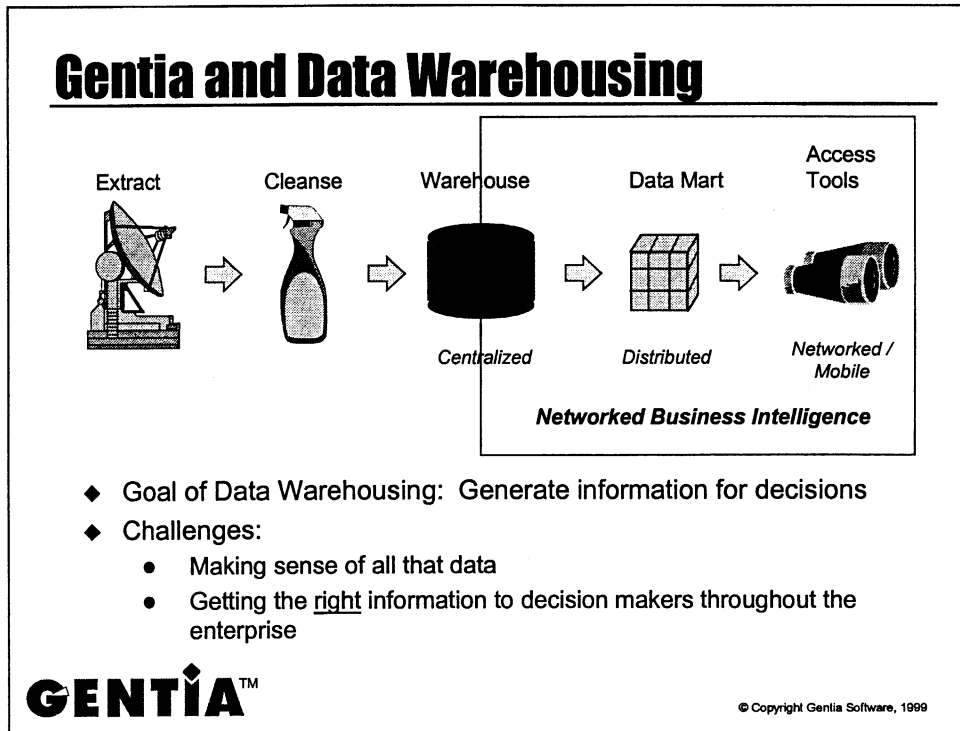 Gentia and Data Warehousing
Extract
Cleanse
Warehouse
Data Mart
Access
Tools
Centralized
Distributed
Networked /
Mobile
Networked Business Intelligence
◆ Goal of Data Warehousing: Generate information for decisions
◆ Challenges:
● Making sense of all that data
● Getting the right information to decision makers throughout the
enterprise
GENTIA™
© Copyright Gentia Software, 1999